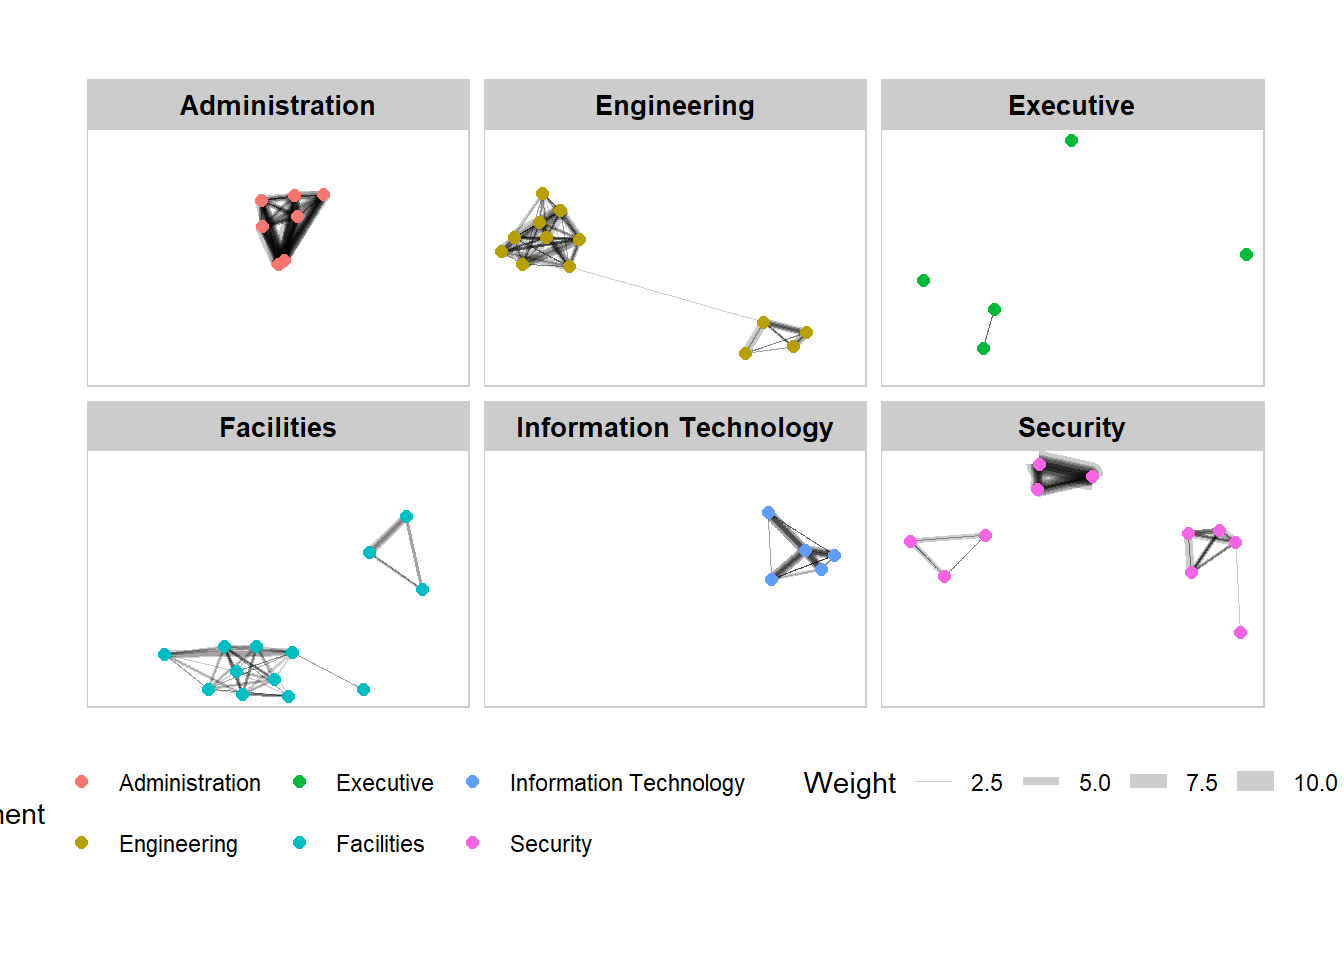 Administration Engineering Executive
Facilities Information Technology Security
Administration Executive Information Technology Weight 2.5 5.0 7.5 10.0
Engineering Facilities Security